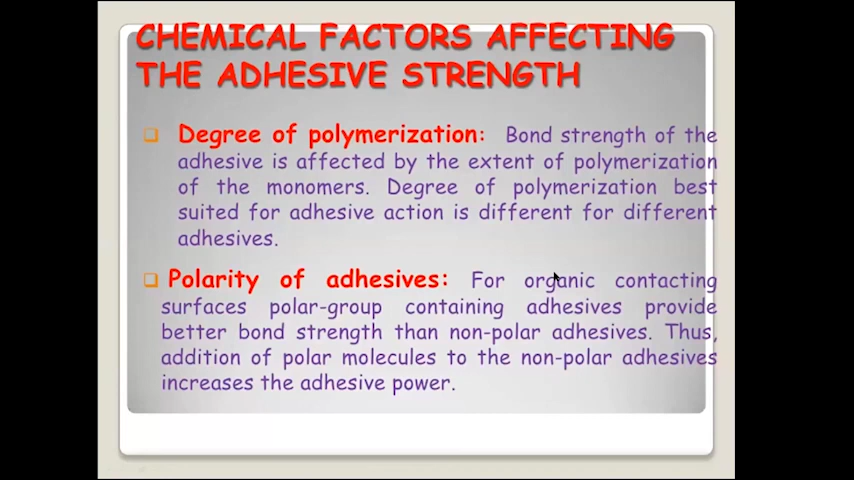 CHEMICAL FACTORS AFFECTING
THE ADHESIVE STRENGTH
Degree of polymerization: Bond strength of the
adhesive is affected by the extent of polymerization
of the monomers. Degree of polymerization best
suited for adhesive action is different for different
adhesives.
Polarity of adhesives: For organic contacting
surfaces polar-group containing adhesives provide
better bond strength than non-polar adhesives. Thus,
addition of polar molecules to the non-polar adhesives
increases the adhesive power.